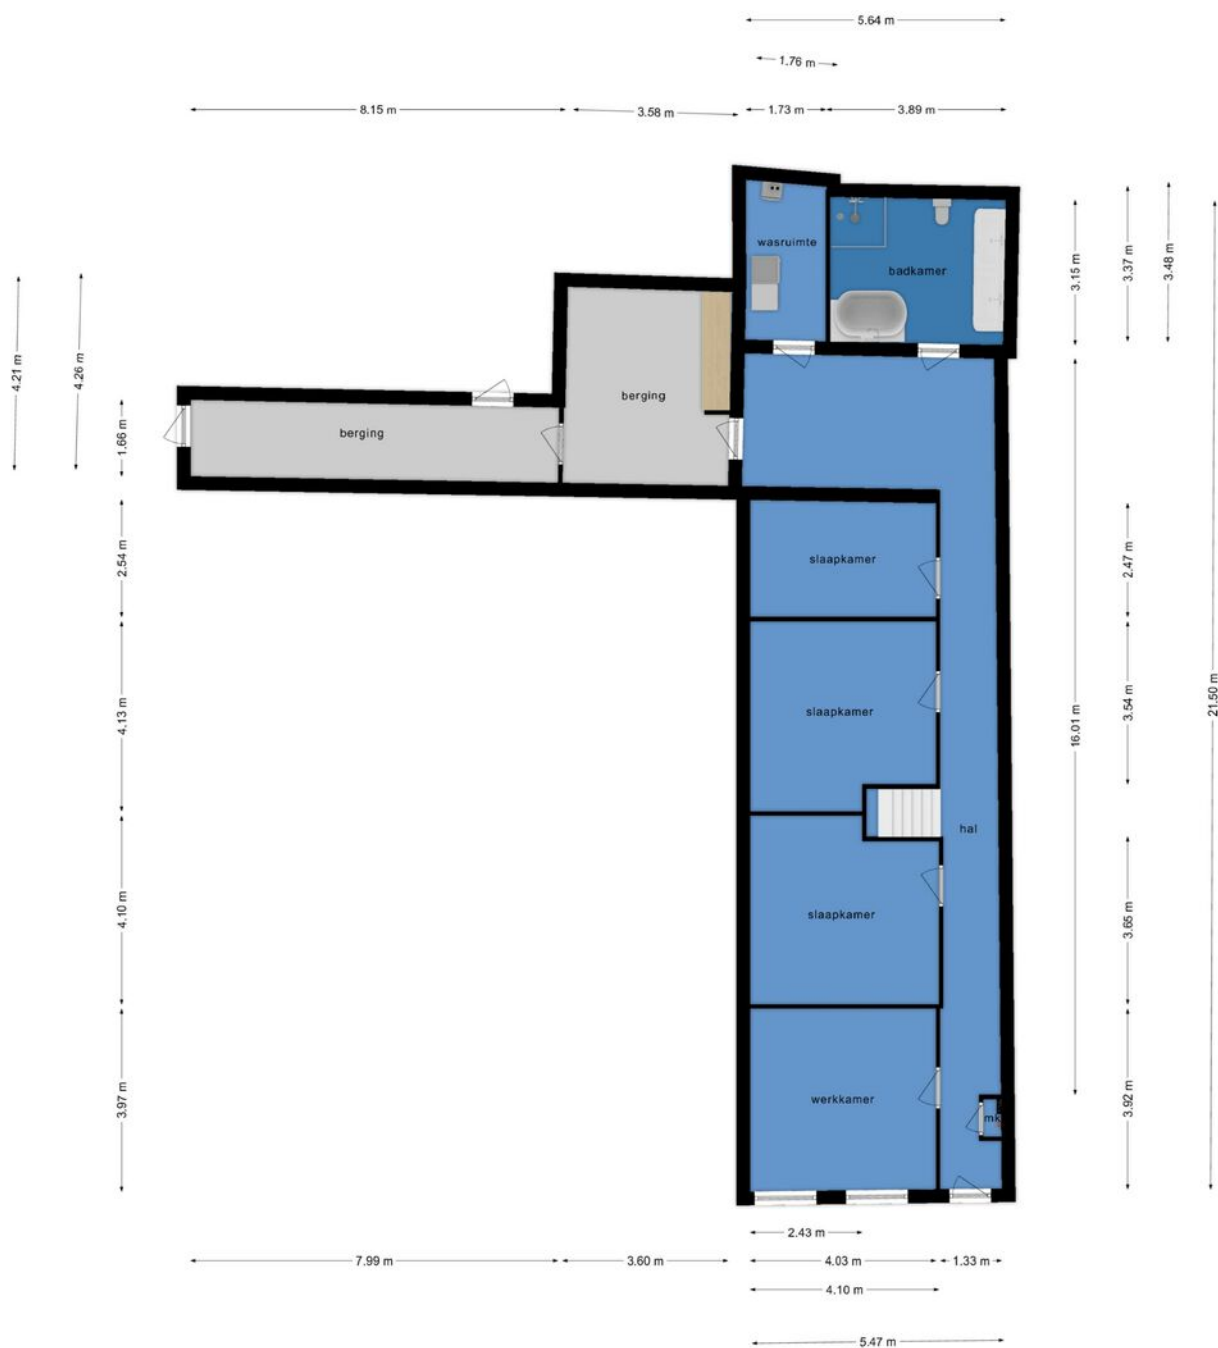 5.64 m
1.76 m
8.15 m
3.58 m
1.73 m
3.89 m
wasruimte
badkamer
3.15 m
3.37 m
3.48 m
4.21 m
4.26 m
1.66 m
berging
berging
2.54 m
slaapkamer
2.47 m
4.13 m
slaapkamer
3.54 m
16.01 m
21.50 m
hal
4.10 m
slaapkamer
3.65 m
3.97 m
werkkamer
mk
3.92 m
2.43 m
7.99 m
3.60 m
4.03 m
1.33 m
4.10 m
5.47 m